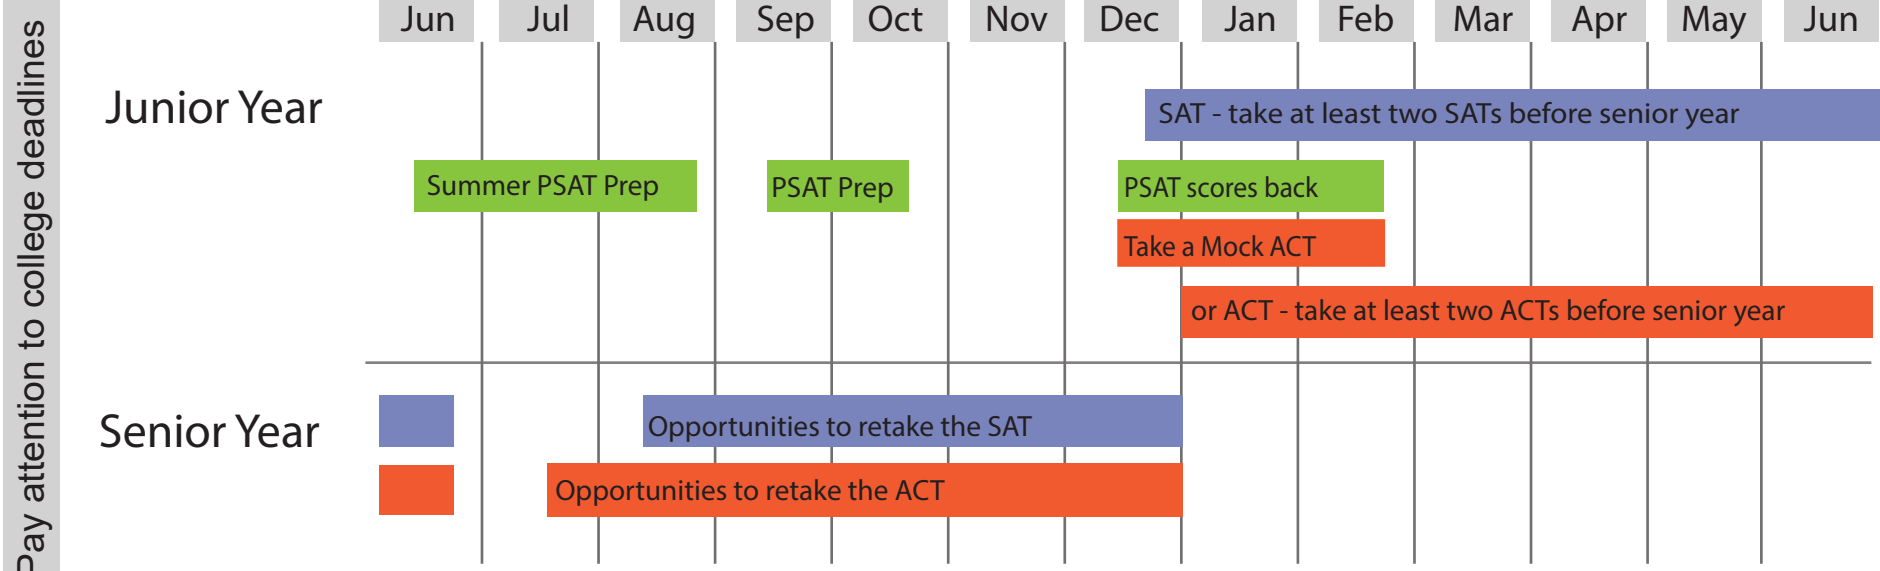 Pay attention to college deadlines
Jun Jul Aug Sep Oct Nov Dec Jan Feb Mar Apr May Jun
Junior Year
SAT - take at least two SATs before senior year
Summer PSAT Prep
PSAT Prep
PSAT scores back
Take a Mock ACT
or ACT - take at least two ACTs before senior year
Senior Year
Opportunities to retake the SAT
Opportunities to retake the ACT